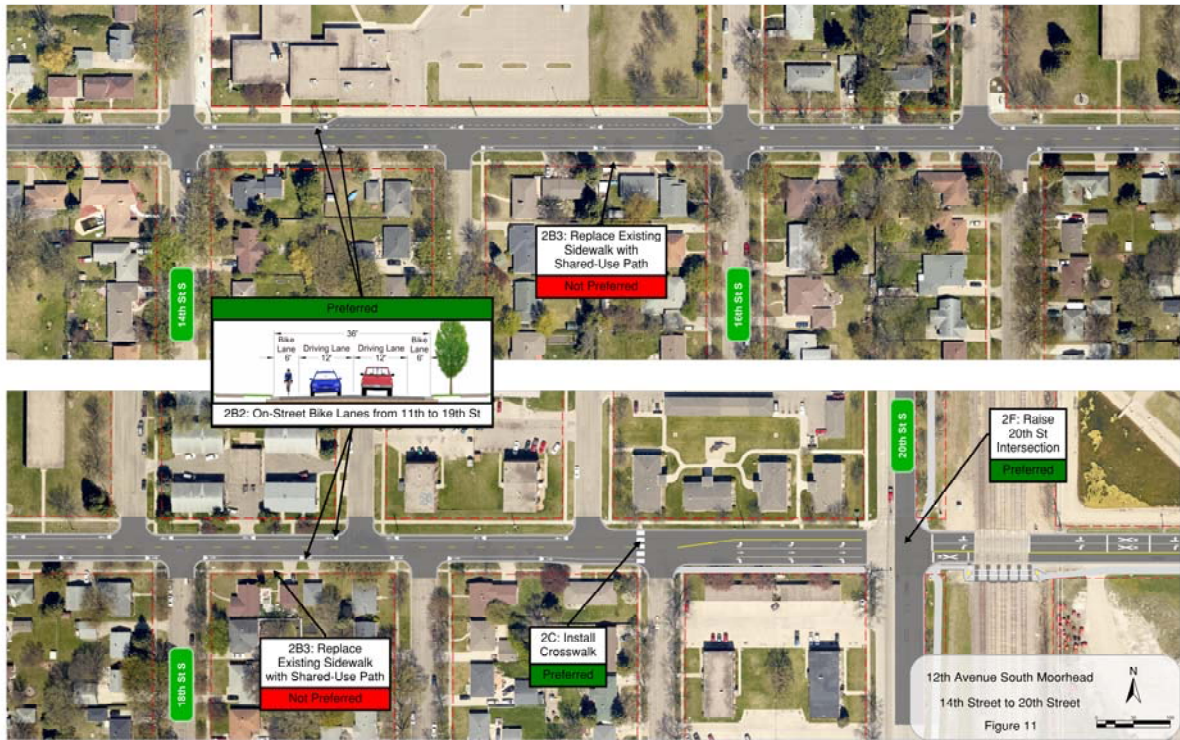 14th St S
2B3: Replace Existing
Sidewalk with
Shared-Use Path
Not Preferred
16th St S
Preferred
36'
Bike
Lane
6'
Driving Lane
12'
Driving Lane
12'
Bike
Lane
6'
2B2: On-Street Bike Lanes from 11th to 19th St
20th St S
2F: Raise
20th St
Intersection
Preferred
18th St S
2B3: Replace
Existing Sidewalk
with Shared-Use Path
Not Preferred
2C: Install
Crosswalk
Preferred
12th Avenue South Moorhead
14th Street to 20th Street
Figure 11
N